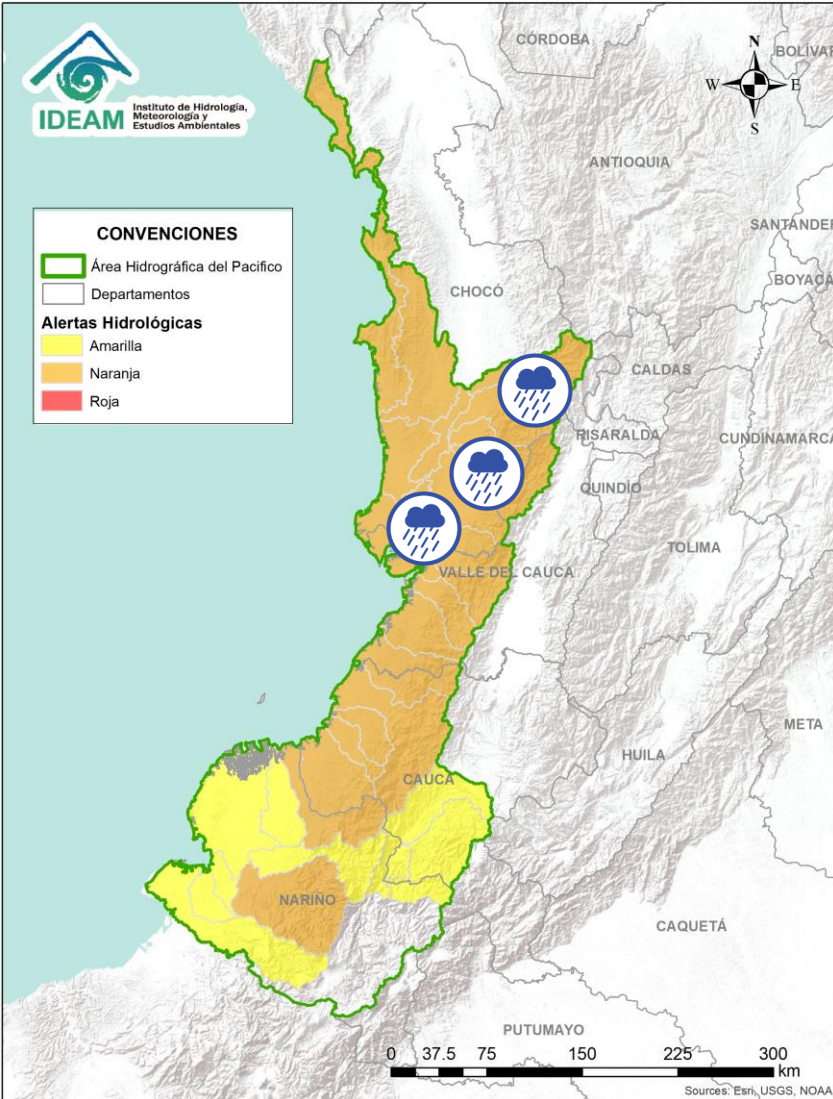 IDEAM
Instituto de Hidrología,
Meteorología y
Estudios Ambientales
N
W
E
S
CONVENCIONES
Área Hidrográfica del Pacifico
Departamentos
Alertas Hidrológicas
Amarilla
Naranja
Roja
CÓRDOBA
BOLÍVAR
ANTIOQUIA
SANTANDER
BOYACÁ
CHOCÓ
CALDAS
RISARALDA
CUNDINAMARCA
QUINDÍO
TOLIMA
VALLE DEL CAUCA
META
HUILA
CAUCA
NARIÑO
CAQUETÁ
PUTUMAYO
0 37.5 75 150 225 300
km
Sources: Esri, USGS, NOAA